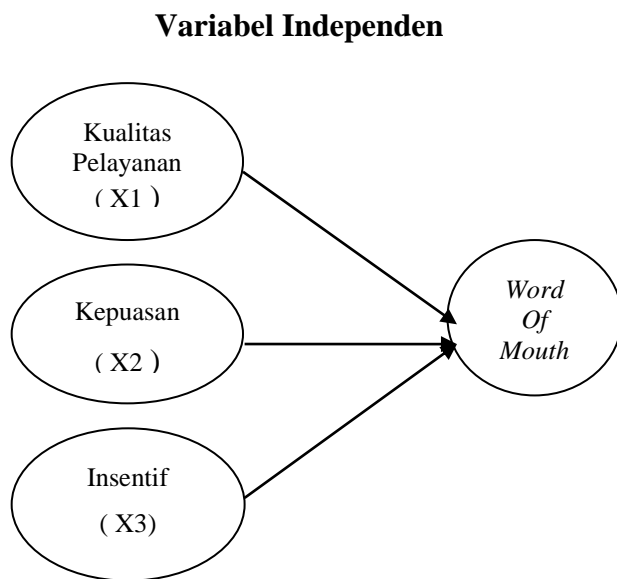 Variabel Independen
Kualitas
Pelayanan
( X1 )
Kepuasan
( X2 )
Insentif
( X3)
Word
Of
Mouth